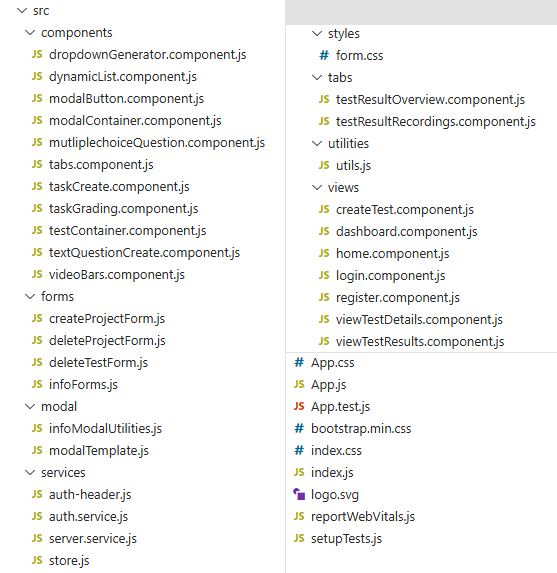 src
components
JS dropdownGenerator.component.js
JS dynamicList.component.js
JS modalButton.component.js
JS modalContainer.component.js
JS mutliplechoiceQuestion.component.js
JS tabs.component.js
JS taskCreate.component.js
JS taskGrading.component.js
JS testContainer.component.js
JS textQuestionCreate.component.js
JS videoBars.component.js
forms
JS createProjectForm.js
JS deleteProjectForm.js
JS deleteTestForm.js
JS infoForms.js
modal
JS infoModalUtilities.js
JS modalTemplate.js
services
JS auth-header.js
JS auth.service.js
JS server.service.js
JS store.js
styles
# form.css
tabs
JS testResultOverview.component.js
JS testResultRecordings.component.js
utilities
JS utils.js
views
JS createTest.component.js
JS dashboard.component.js
JS home.component.js
JS login.component.js
JS register.component.js
JS viewTestDetails.component.js
JS viewTestResults.component.js
# App.css
JS App.js
JS App.test.js
# bootstrap.min.css
# index.css
JS index.js
logo.svg
JS reportWebVitals.js
JS setupTests.js